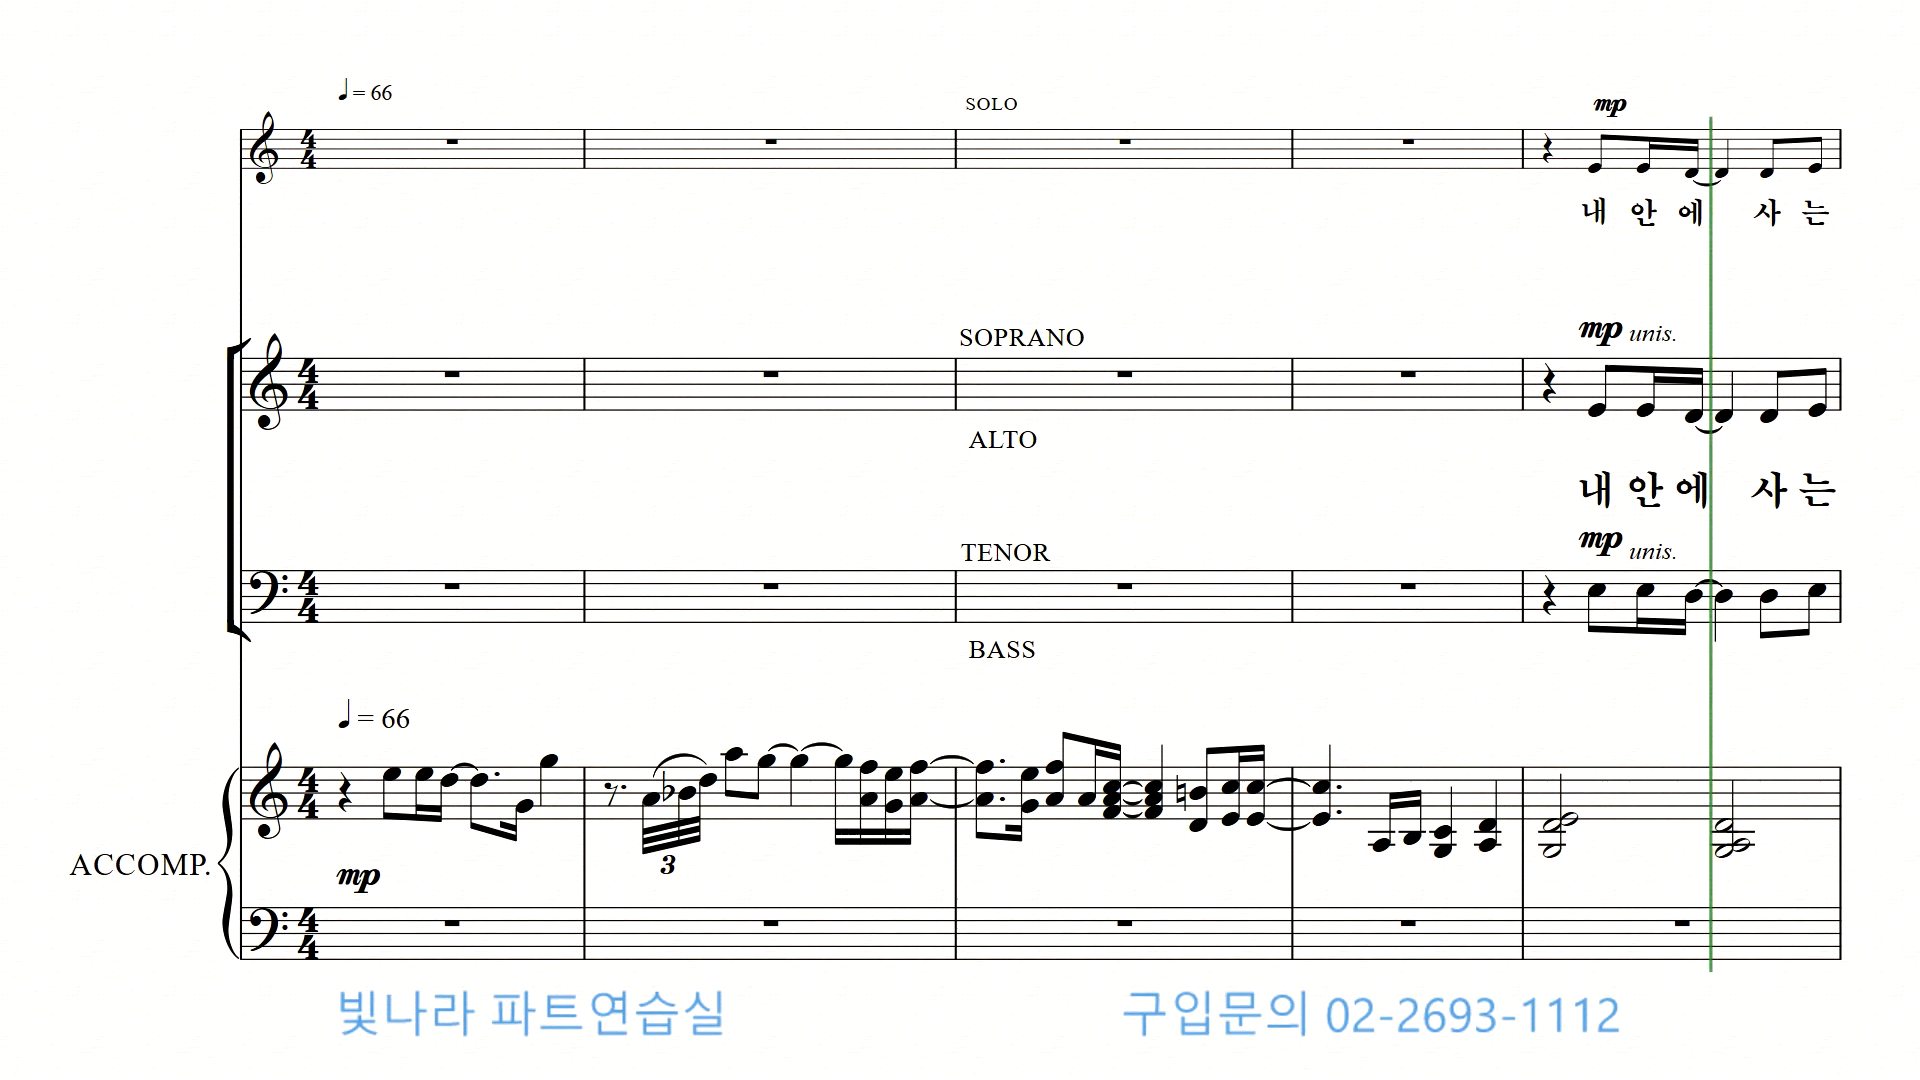 ♩= 66
SOLO
mp
내 안 에 사 는
SOPRANO
mp unis.
ALTO
내 안 에 사 는
TENOR
mp unis.
BASS
♩= 66
ACCOMP.
mp
3
빛나라 파트연습실 구입문의 02-2693-1112